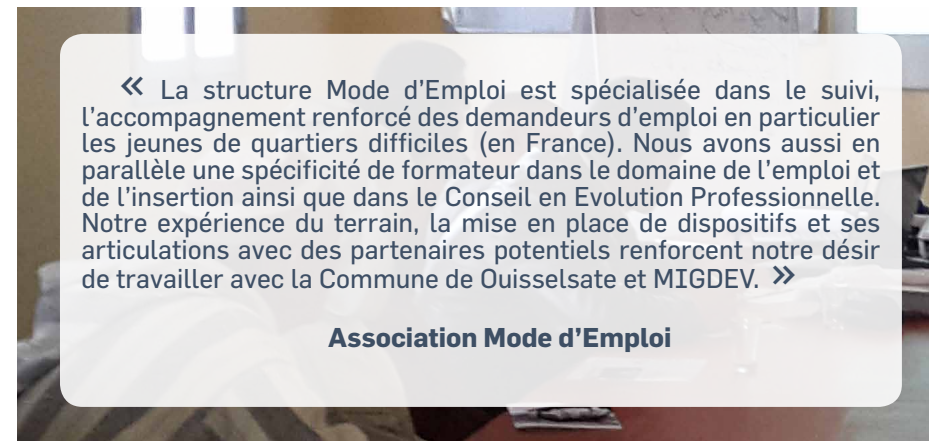 « La structure Mode d’Emploi est spécialisée dans le suivi,
l’accompagnement renforcé des demandeurs d’emploi en particulier
les jeunes de quartiers difficiles (en France). Nous avons aussi en
parallèle une spécificité de formateur dans le domaine de l’emploi et
de l’insertion ainsi que dans le Conseil en Evolution Professionnelle.
Notre expérience du terrain, la mise en place de dispositifs et ses
articulations avec des partenaires potentiels renforcent notre désir
de travailler avec la Commune de Ouisselsate et MIGDEV. »
Association Mode d’Emploi